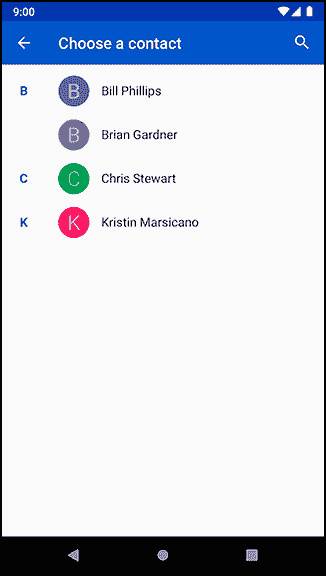 9:00
Choose a contact
B B Bill Phillips
B Brian Gardner
C C Chris Stewart
K K Kristin Marsicano